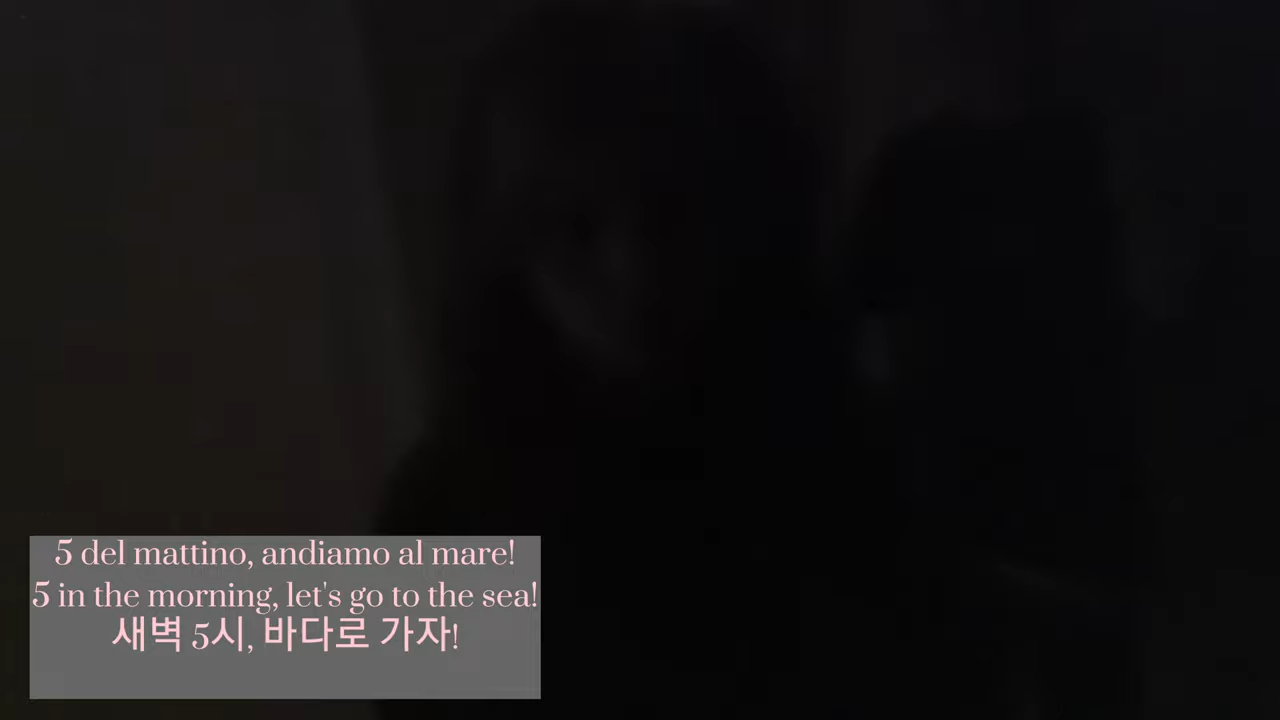 5 del mattino, andiamo al mare!
5 in the morning, let's go to the sea!
새벽 5시, 바다로 가자!